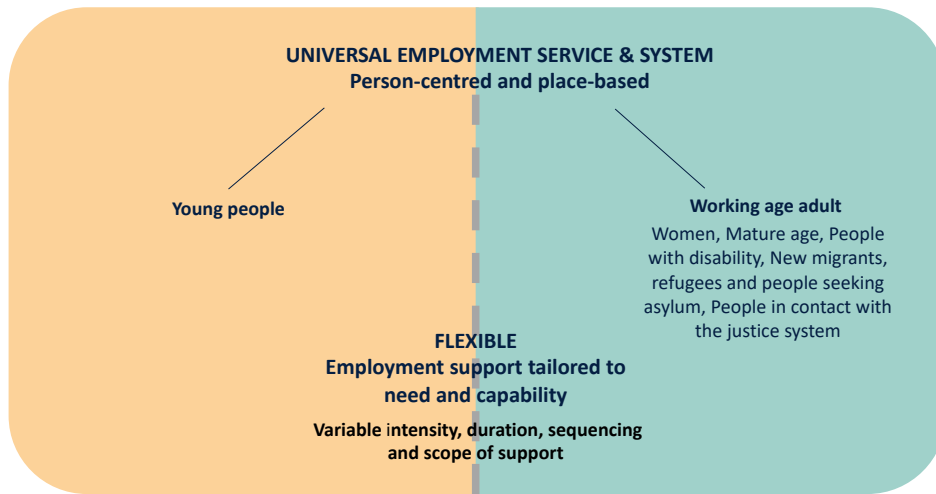 UNIVERSAL EMPLOYMENT SERVICE & SYSTEM
Person-centred and place-based
Young people
Working age adult
Women, Mature age, People
with disability, New migrants,
refugees and people seeking
asylum, People in contact with
the justice system
FLEXIBLE
Employment support tailored to
need and capability
Variable intensity, duration, sequencing
and scope of support